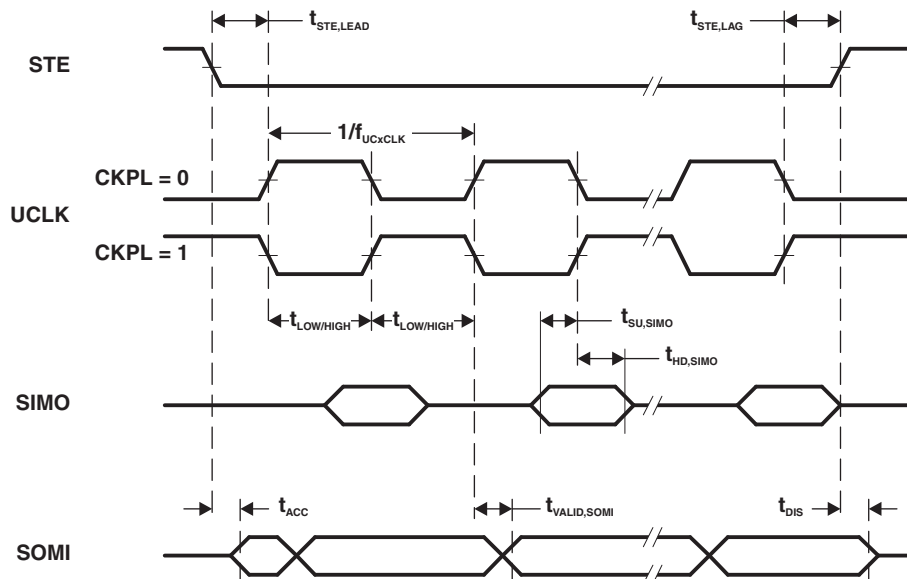 tSTE,LEAD
tSTE,LAG
STE
1/fUCxCLK
CKPL = 0
UCLK
CKPL = 1
tLOW/HIGH tLOW/HIGH
tSU,SIMO
tHD,SIMO
SIMO
tACC
tVALID,SOMI
tDIS
SOMI